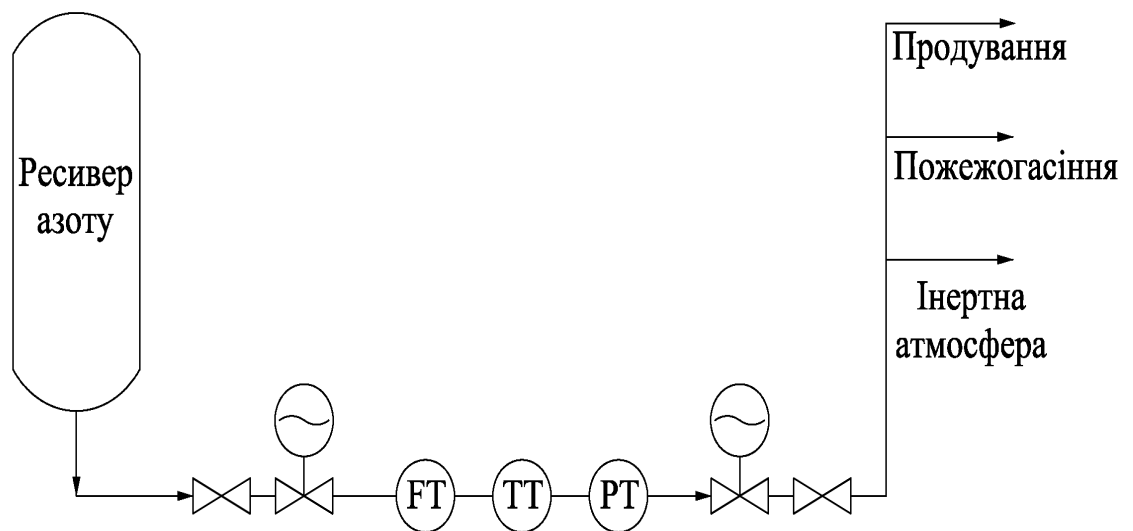 Ресивер
азоту
Продування
Пожежогасіння
Інертна
атмосфера
FT
TT
PT